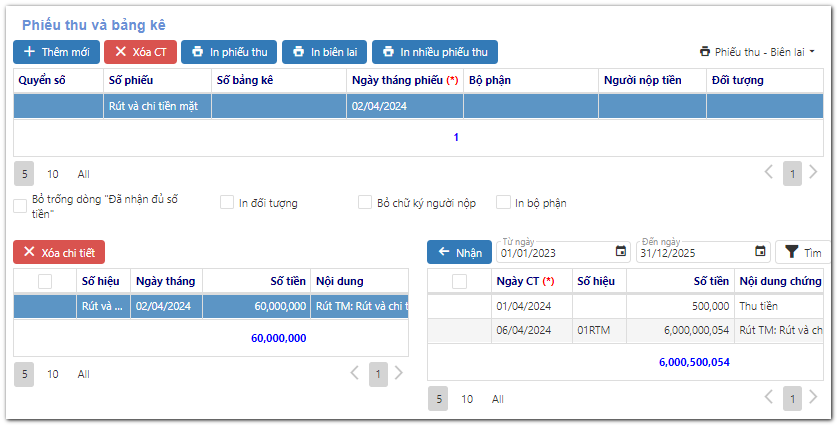 Phiếu thu và bảng kê
Thêm mới Xóa CT In phiếu thu In biên lai In nhiều phiếu thu Phiếu thu - Biên lai
Quyển số Số phiếu Số bảng kê Ngày tháng phiếu (*) Bộ phận Người nộp tiền Đối tượng
Rút và chi tiền mặt 02/04/2024
1
5 10 All 1
Bỏ trống dòng "Đã nhận đủ số tiền" In đối tượng Bỏ chữ ký người nộp In bộ phận
Xóa chi tiết
Số hiệu Ngày tháng Số tiền Nội dung
Rút và ... 02/04/2024 60,000,000 Rút TM: Rút và chi t
60,000,000
5 10 All 1
Nhận Từ ngày 01/01/2023 Đến ngày 31/12/2025 Tìm
Ngày CT (*) Số hiệu Số tiền Nội dung chứng
01/04/2024 500,000 Thu tiền
06/04/2024 01RTM 6,000,000,054 Rút TM: Rút và ch
6,000,500,054
5 10 All 1